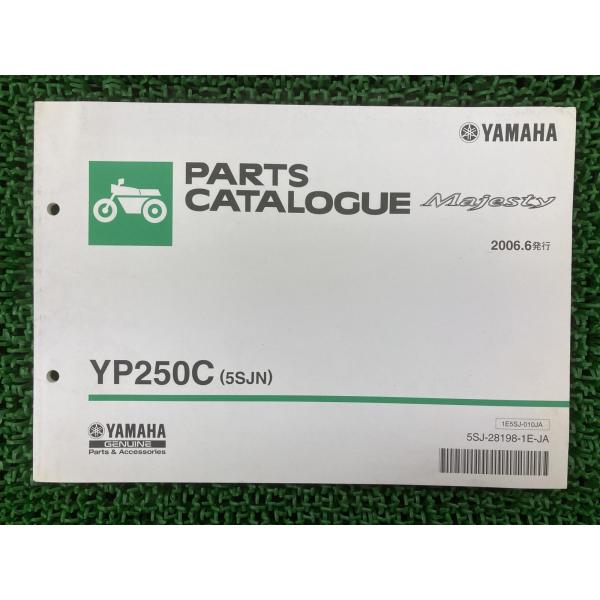 YAMAHA
PARTS
CATALOGUE Majesty
2006.6発行
YP250C (5SJN)
YAMAHA
GENUINE
Parts & Accessories
1E5SJ-010JA
5SJ-28198-1E-JA